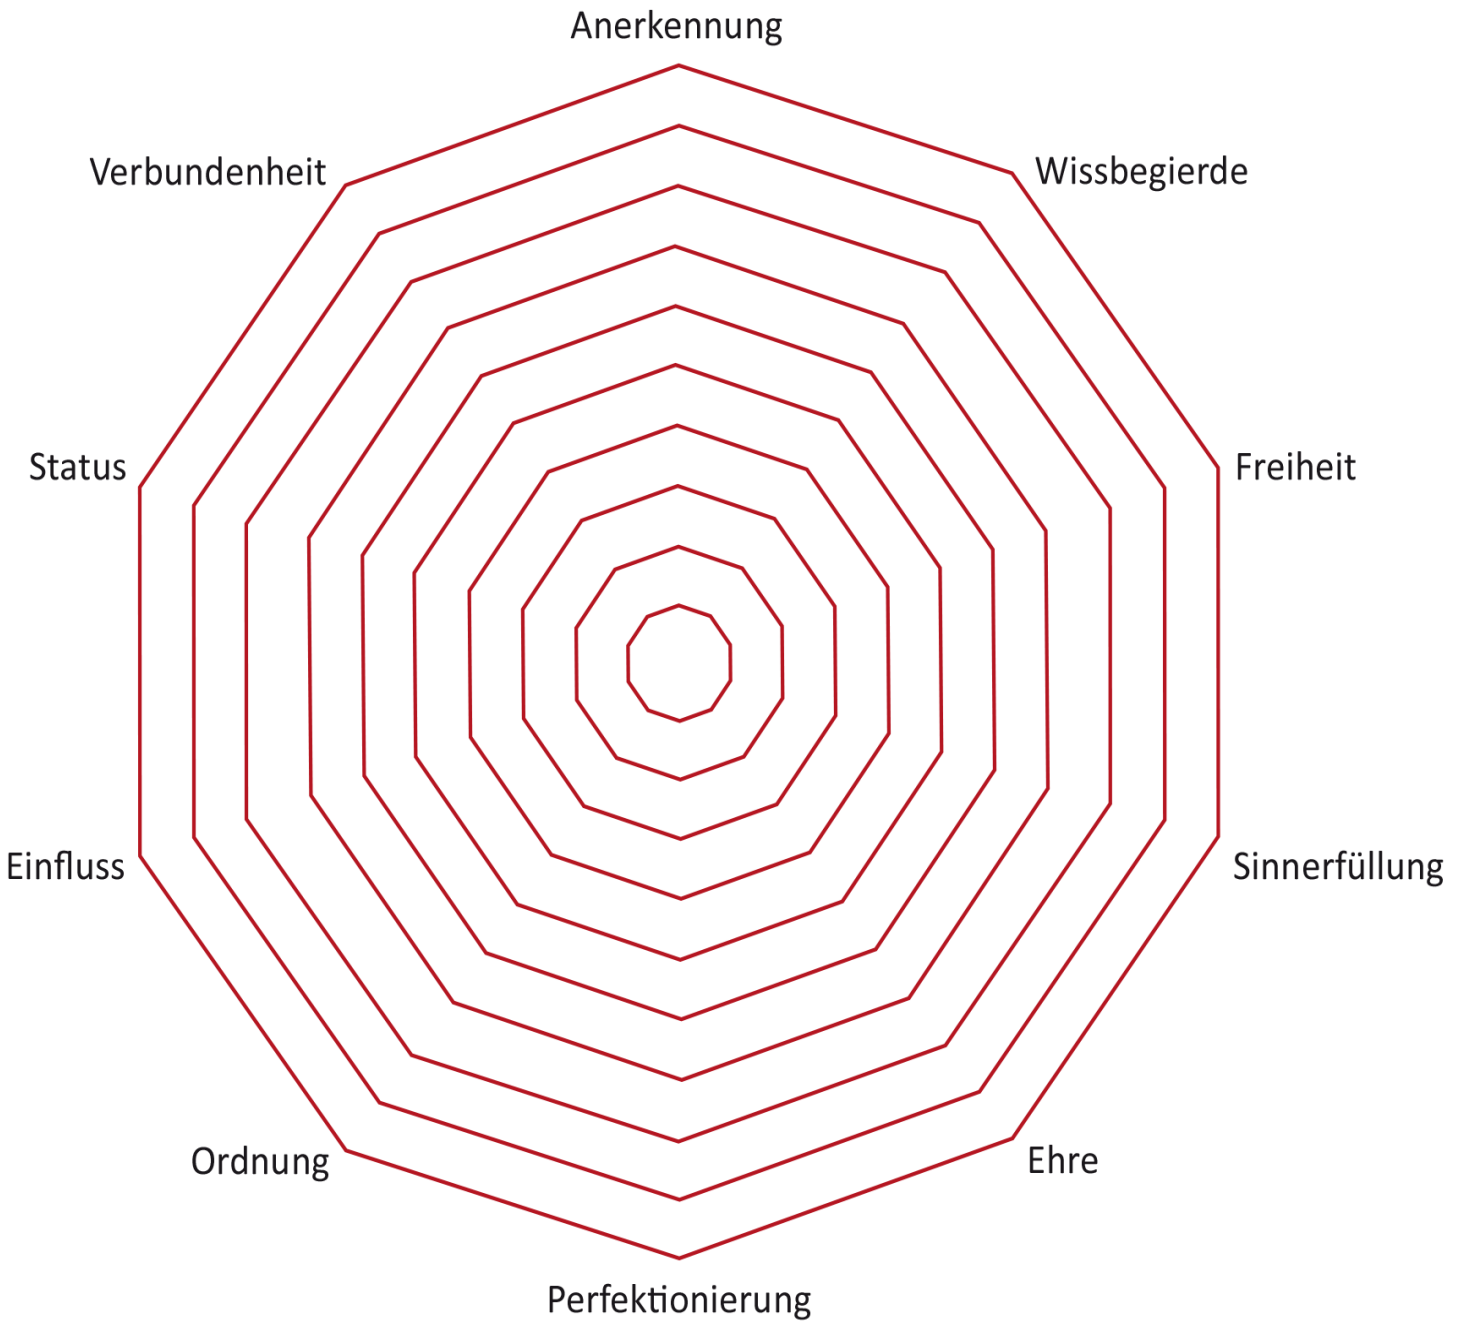 Anerkennung
Verbundenheit
Wissbegierde
Status
Freiheit
Einfluss
Sinnerfüllung
Ordnung
Ehre
Perfektionierung